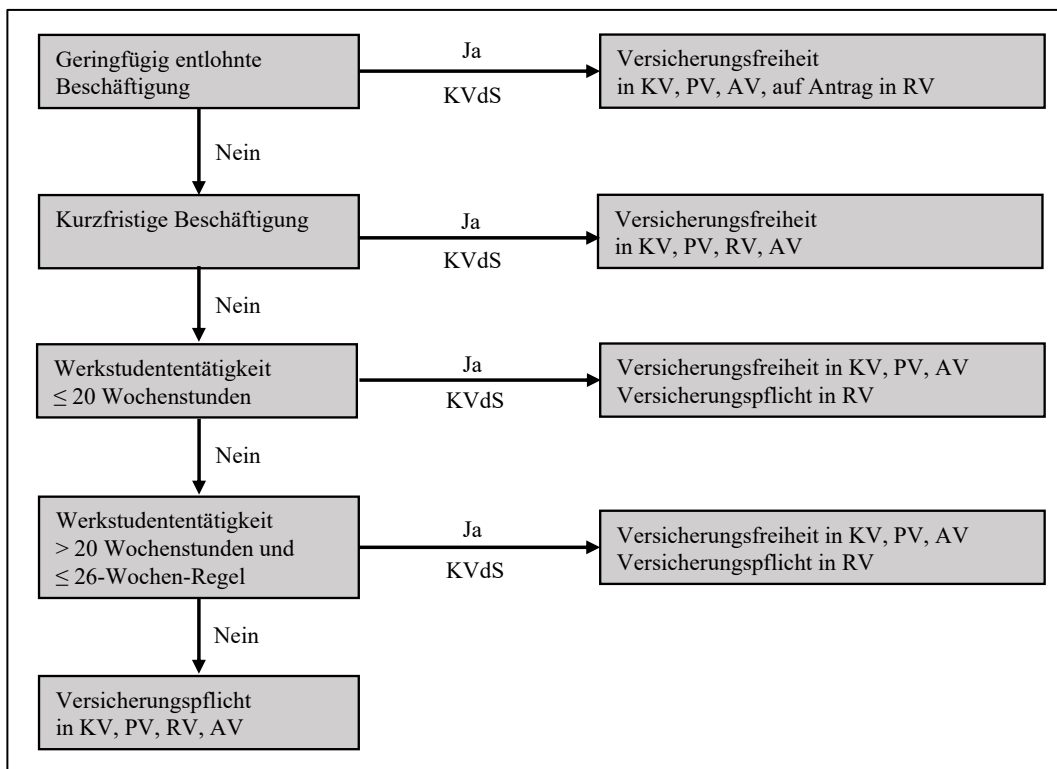 Geringfügig entlohnte
Beschäftigung
Ja
KVdS
Versicherungsfreiheit
in KV, PV, AV, auf Antrag in RV
Nein
Kurzfristige Beschäftigung
Ja
KVdS
Versicherungsfreiheit
in KV, PV, RV, AV
Nein
Werkstudententätigkeit
≤ 20 Wochenstunden
Ja
KVdS
Versicherungsfreiheit in KV, PV, AV
Versicherungspflicht in RV
Nein
Werkstudententätigkeit
> 20 Wochenstunden und
≤ 26-Wochen-Regel
Ja
KVdS
Versicherungsfreiheit in KV, PV, AV
Versicherungspflicht in RV
Nein
Versicherungspflicht
in KV, PV, RV, AV